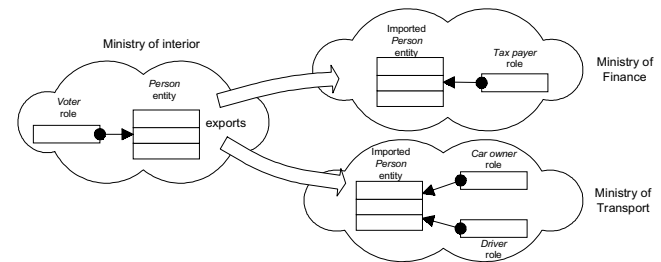 Ministry of interior
Voter
role
Person
entity
exports
Imported
Person
entity
Tax payer
role
Ministry of
Finance
Imported
Person
entity
Car owner
role
Driver
role
Ministry of
Transport